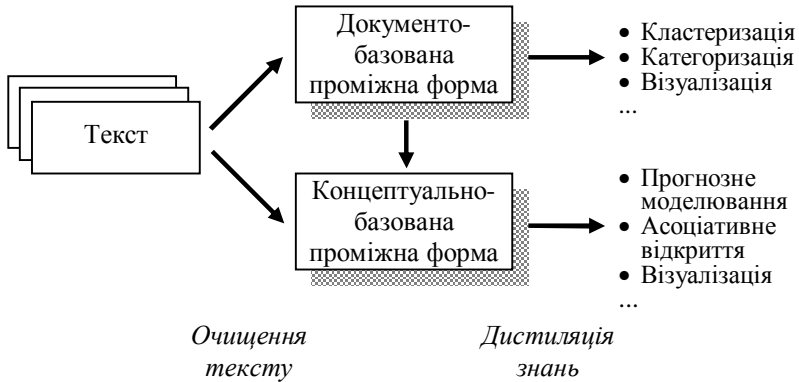 Текст
Документо-
базована
проміжна форма
• Кластеризація
• Категоризація
• Візуалізація
...
Концептуально-
базована
проміжна форма
• Прогнозне
моделювання
• Асоціативне
відкриття
• Візуалізація
...
Очищення
тексту
Дистиляція
знань